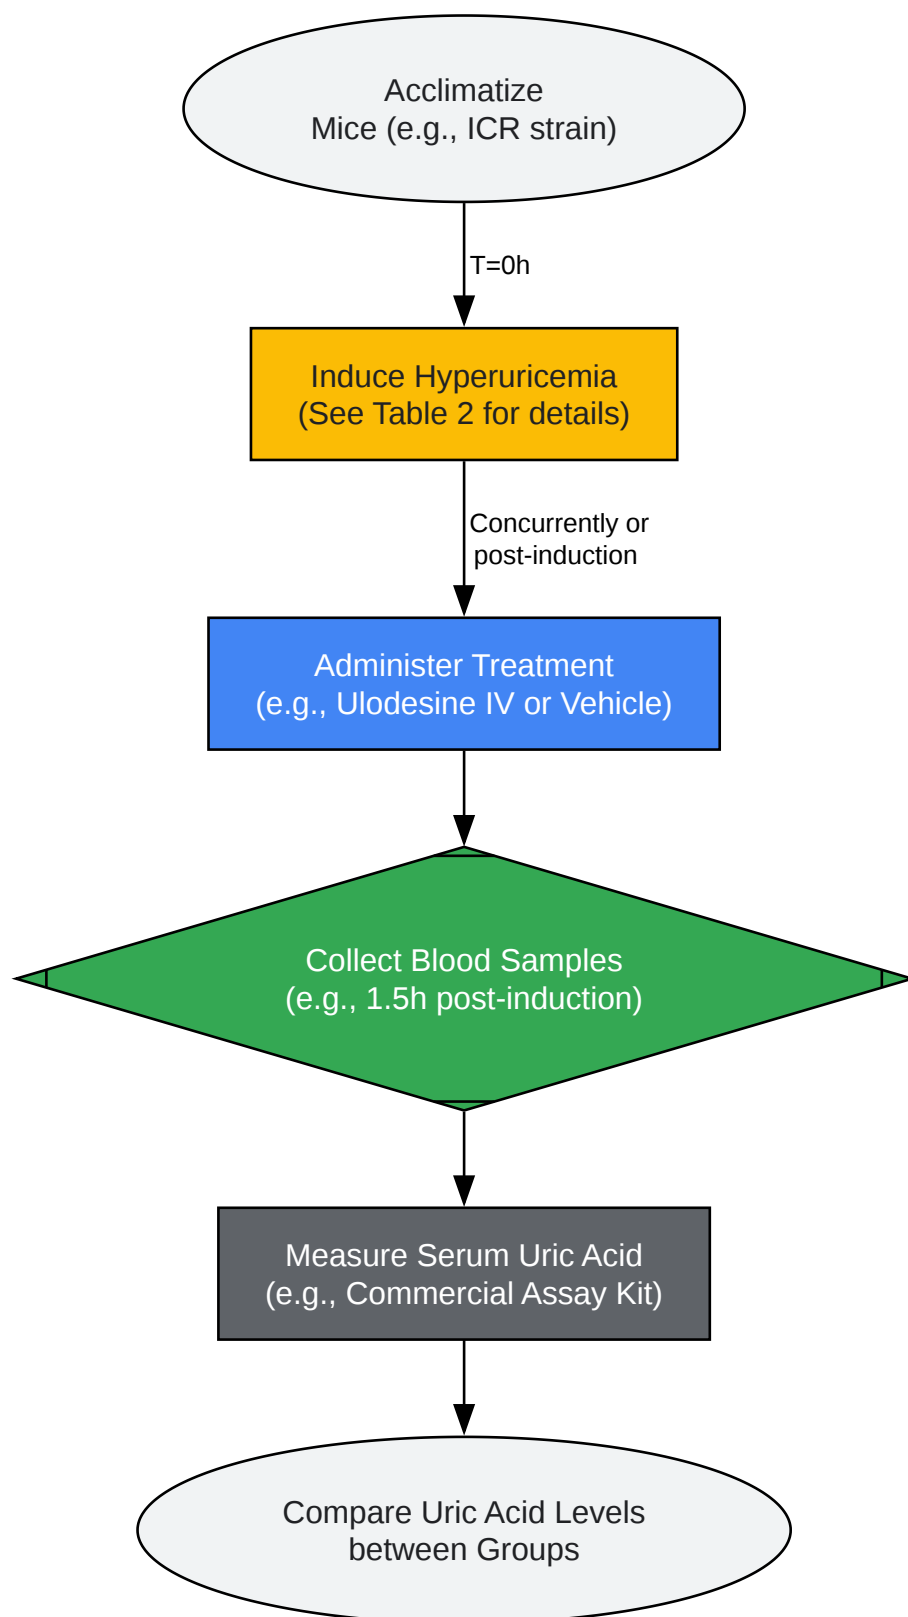 Acclimatize
Mice (e.g., ICR strain)
T=0h
Induce Hyperuricemia
(See Table 2 for details)
Concurrently or
post-induction
Administer Treatment
(e.g., Ulodesine IV or Vehicle)
Collect Blood Samples
(e.g., 1.5h post-induction)
Measure Serum Uric Acid
(e.g., Commercial Assay Kit)
Compare Uric Acid Levels
between Groups